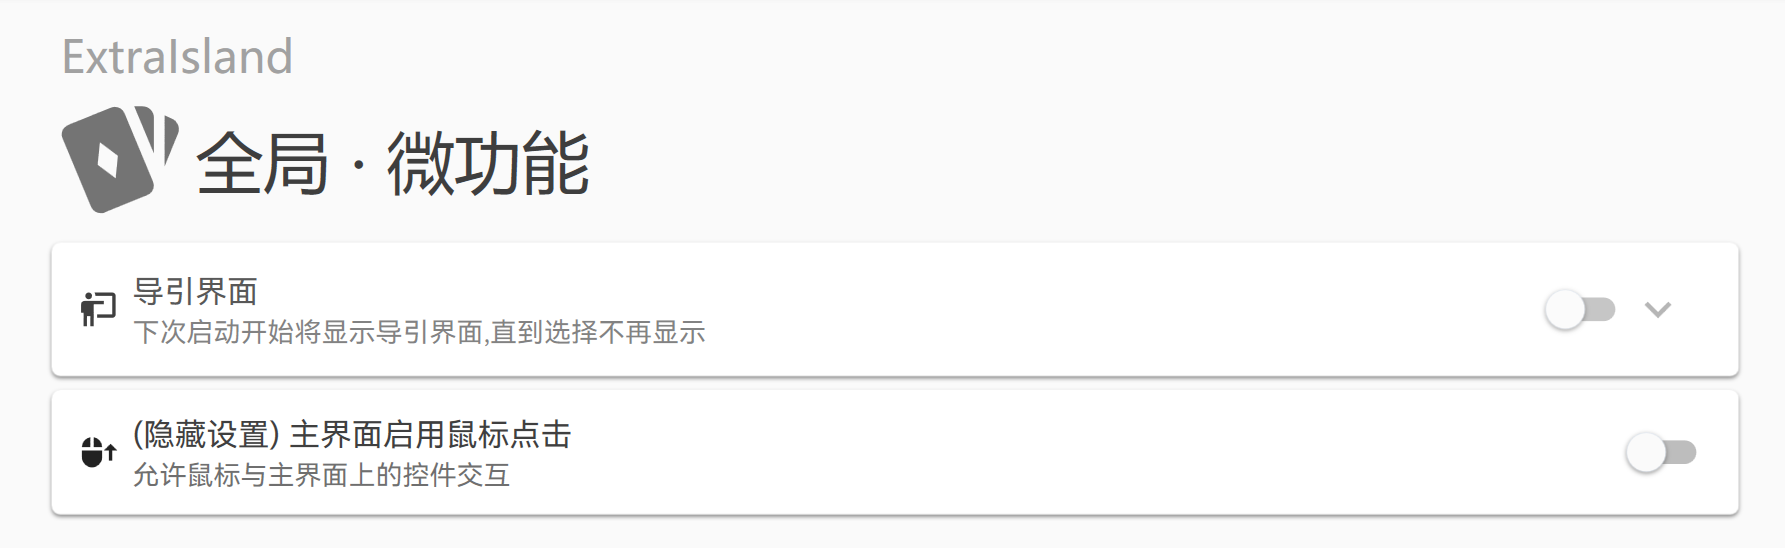 ExtraIsland
全局 · 微功能
导引界面
下次启动开始将显示导引界面,直到选择不再显示
(隐藏设置) 主界面启用鼠标点击
允许鼠标与主界面上的控件交互